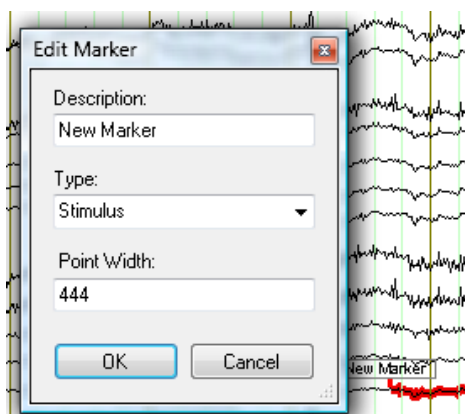 Edit Marker
Description:
New Marker
Type:
Stimulus
Point Width:
444
OK
Cancel
New Marker